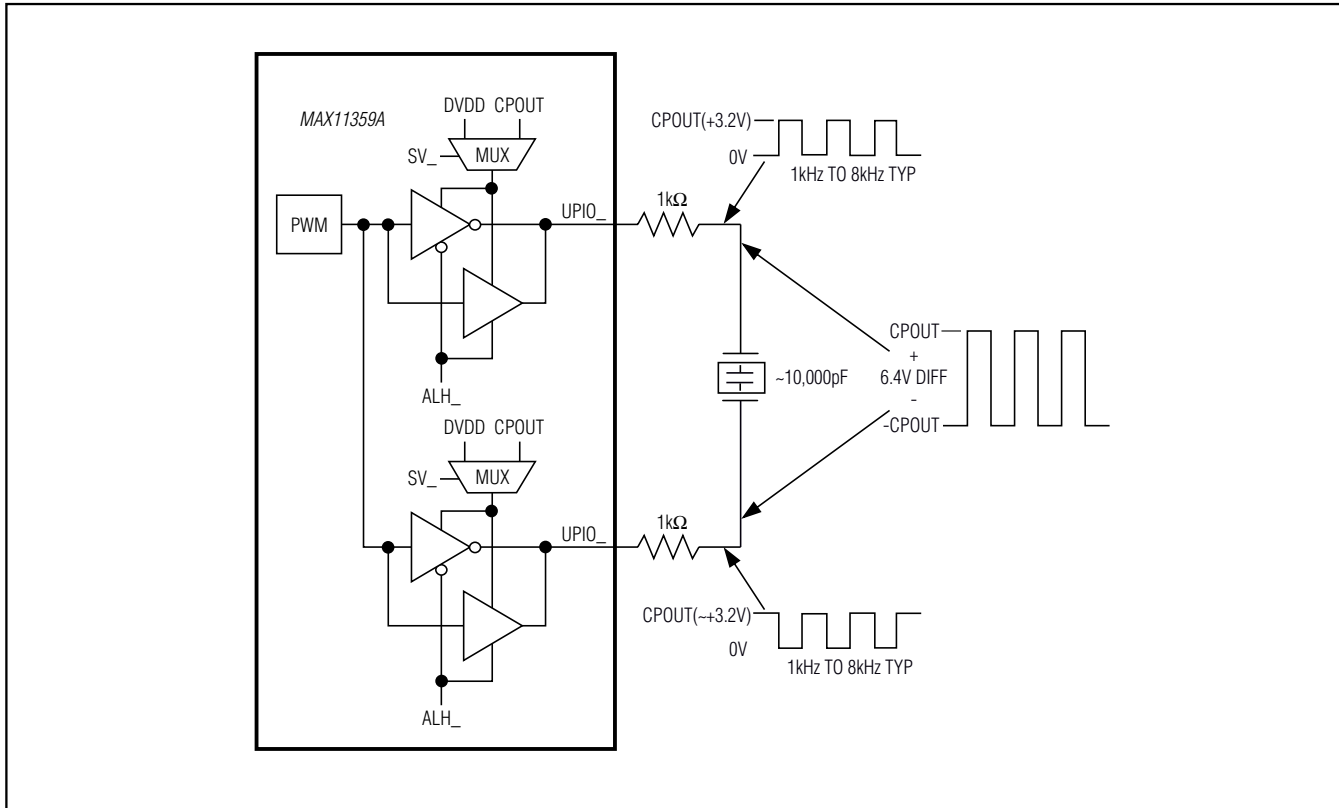 MAX11359A
DVDD CPOUT
SV_
MUX
PWM
UPIO_
1kΩ
ALH_
CPOUT(+3.2V)
0V
1kHz TO 8kHz TYP
~10,000pF
CPOUT
+
6.4V DIFF
-
-CPOUT
DVDD CPOUT
SV_
MUX
UPIO_
1kΩ
ALH_
CPOUT(~+3.2V)
0V
1kHz TO 8kHz TYP